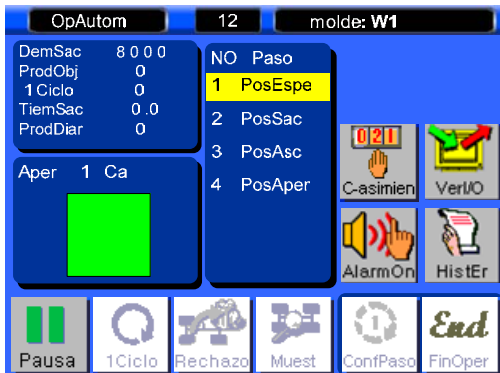 OpAutom 12 molde: W1
DemSac 8000
ProdObj 0
1Ciclo 0
TiemSac 0.0
ProdDiar 0
NO Paso
1 PosEspe
2 PosSac
3 PosAsc
4 PosAper
Aper 1 Ca
021
C-asimien
VerI/O
AlarmOn
HistEr
Pausa
1Ciclo
Rechazo
Muest
1
ConfPaso
End
FinOper